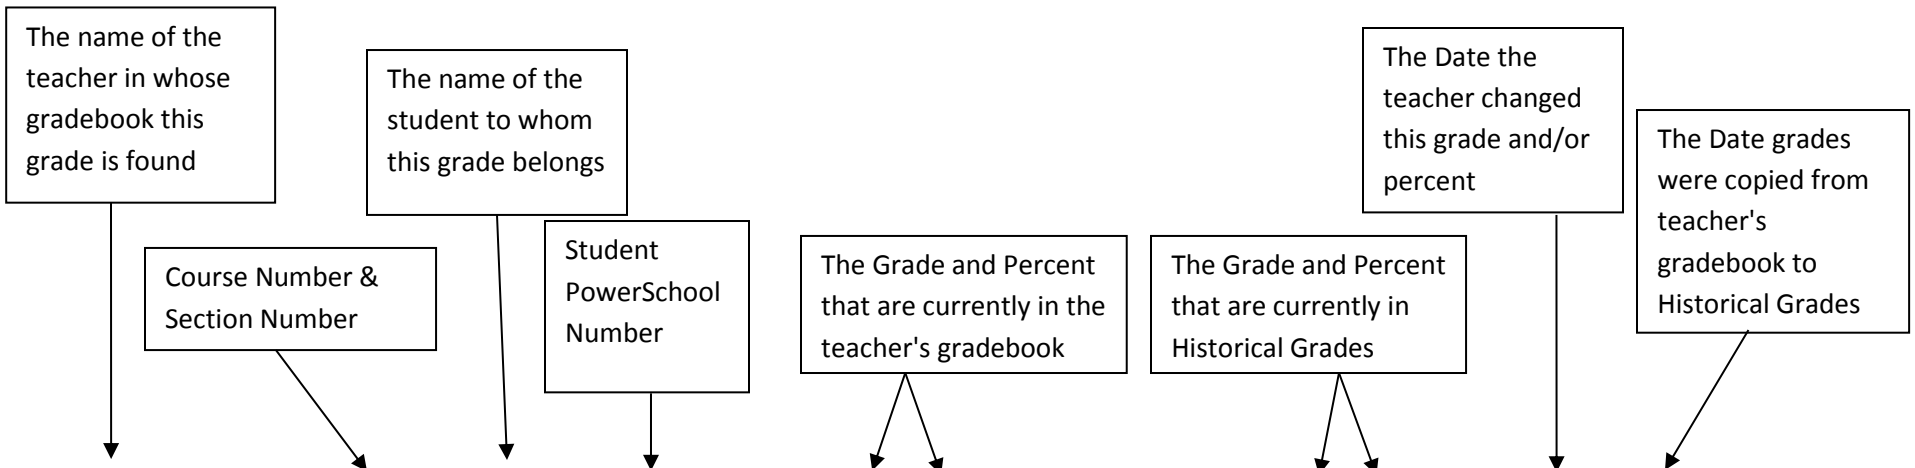 The name of the
teacher in whose
gradebook this
grade is found
Course Number &
Section Number
The name of the
student to whom
this grade belongs
Student
PowerSchool
Number
The Grade and Percent
that are currently in the
teacher's gradebook
The Grade and Percent
that are currently in
Historical Grades
The Date the
teacher changed
this grade and/or
percent
The Date grades
were copied from
teacher's
gradebook to
Historical Grades